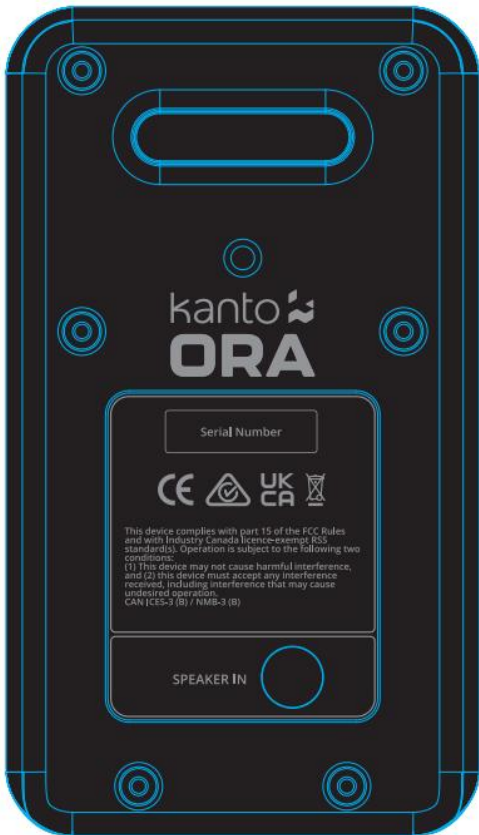 kanto
ORA
Serial Number
CE
UK
CA
This device complies with part 15 of the FCC Rules
and with Industry Canada licence-exempt RSS
standard(s). Operation is subject to the following two
conditions:
(1) This device may not cause harmful interference,
and (2) this device must accept any interference
received, including interference that may cause
undesired operation.
CAN ICES-3 (B) / NMB-3 (B)
SPEAKER IN